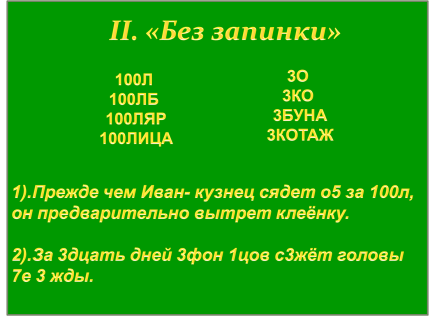 II. «Без запинки»
100Л
100ЛБ
100ЛЯР
100ЛИЦА
3О
3КО
3БУНА
3КОТАЖ
1).Прежде чем Иван- кузнец сядет о5 за 100л,
он предварительно вытрет клеёнку.
2).За 3дцать дней 3фон 1цов с3жёт головы
7е 3 жды.